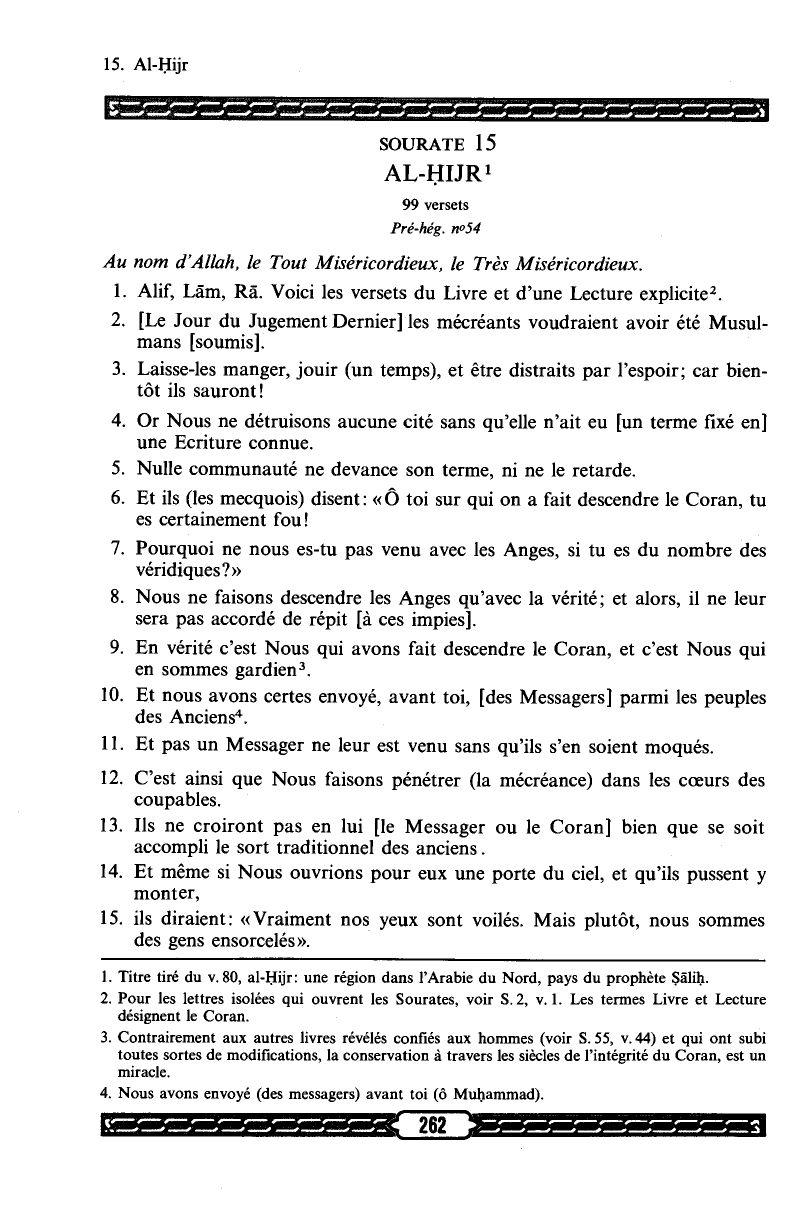 15. Al-Ḥijr
SOURATE 15
AL-ḤIJR¹
99 versets
Pré-hég. nº54
Au nom d'Allah, le Tout Miséricordieux, le Très Miséricordieux.
1. Alif, Lām, Rā. Voici les versets du Livre et d'une Lecture explicite².
2. [Le Jour du Jugement Dernier] les mécréants voudraient avoir été Musul-
mans [soumis].
3. Laisse-les manger, jouir (un temps), et être distraits par l'espoir; car bien-
tôt ils sauront!
4. Or Nous ne détruisons aucune cité sans qu'elle n'ait eu [un terme fixé en]
une Ecriture connue.
5. Nulle communauté ne devance son terme, ni ne le retarde.
6. Et ils (les mecquois) disent: «Ô toi sur qui on a fait descendre le Coran, tu
es certainement fou!
7. Pourquoi ne nous es-tu pas venu avec les Anges, si tu es du nombre des
véridiques?»
8. Nous ne faisons descendre les Anges qu'avec la vérité; et alors, il ne leur
sera pas accordé de répit [à ces impies].
9. En vérité c'est Nous qui avons fait descendre le Coran, et c'est Nous qui
en sommes gardien³.
10. Et nous avons certes envoyé, avant toi, [des Messagers] parmi les peuples
des Anciens⁴.
11. Et pas un Messager ne leur est venu sans qu'ils s'en soient moqués.
12. C'est ainsi que Nous faisons pénétrer (la mécréance) dans les cœurs des
coupables.
13. Ils ne croiront pas en lui [le Messager ou le Coran] bien que se soit
accompli le sort traditionnel des anciens.
14. Et même si Nous ouvrions pour eux une porte du ciel, et qu'ils pussent y
monter,
15. ils diraient: «Vraiment nos yeux sont voilés. Mais plutôt, nous sommes
des gens ensorcelés».
1. Titre tiré du v. 80, al-Ḥijr: une région dans l'Arabie du Nord, pays du prophète Ṣāliḥ.
2. Pour les lettres isolées qui ouvrent les Sourates, voir S. 2, v. 1. Les termes Livre et Lecture
désignent le Coran.
3. Contrairement aux autres livres révélés confiés aux hommes (voir S. 55, v. 44) et qui ont subi
toutes sortes de modifications, la conservation à travers les siècles de l'intégrité du Coran, est un
miracle.
4. Nous avons envoyé (des messagers) avant toi (ô Muḥammad).
262